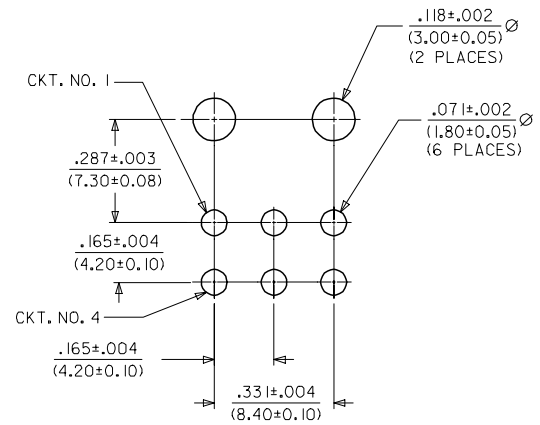 .118±.002
(3.00±0.05)
Ø
(2 PLACES)
CKT. NO. 1
.071±.002
(1.80±0.05)
Ø
(6 PLACES)
.287±.003
(7.30±0.08)
.165±.004
(4.20±0.10)
CKT. NO. 4
.165±.004
(4.20±0.10)
.331±.004
(8.40±0.10)